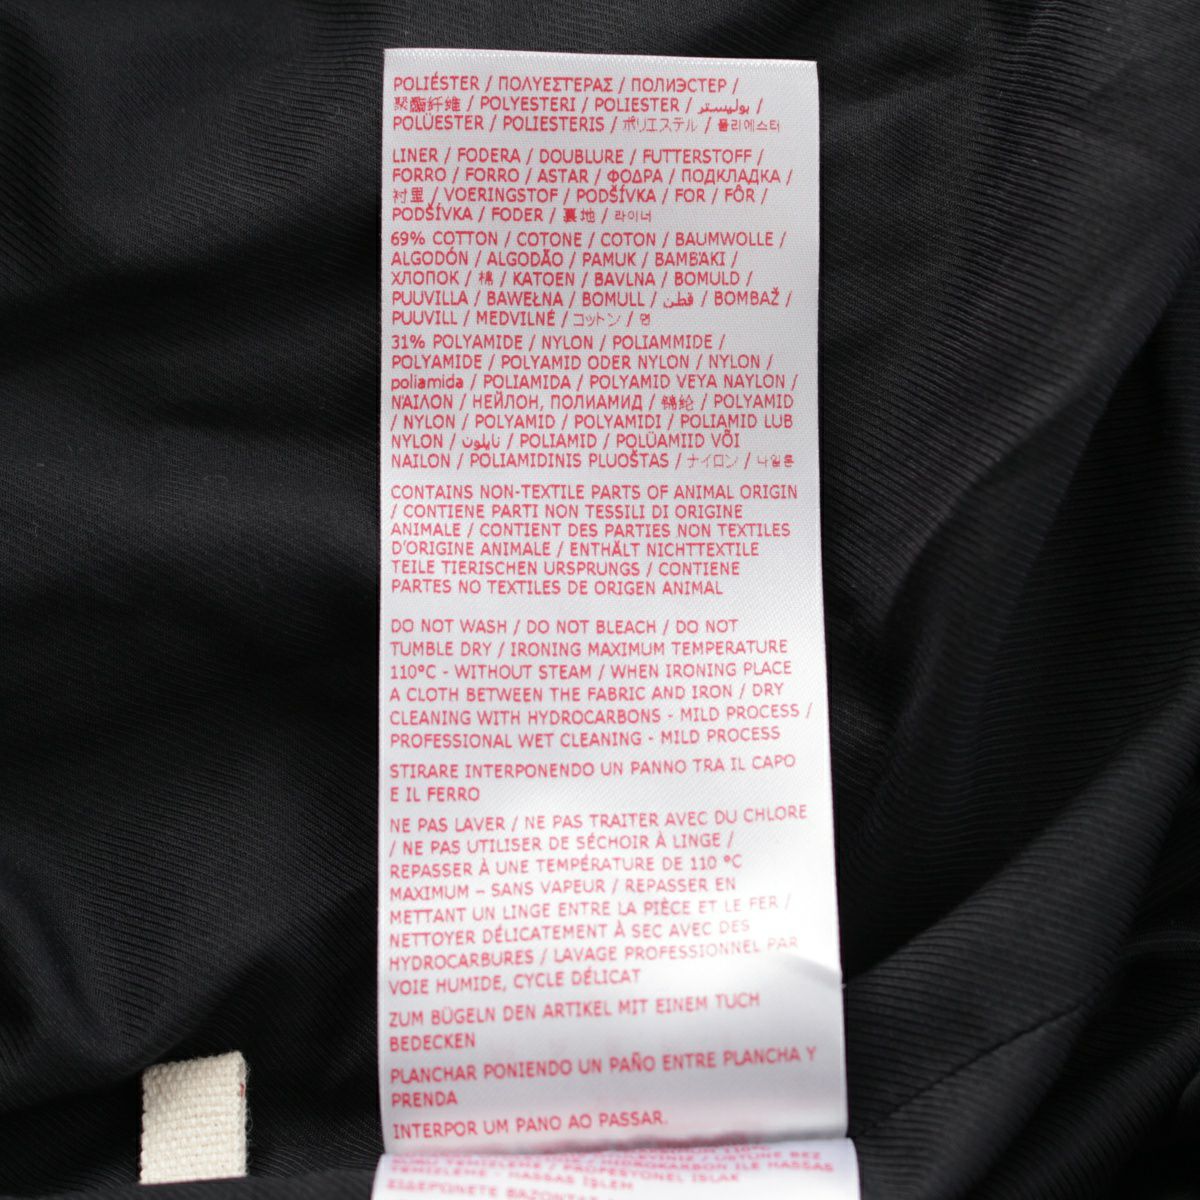 POLIÉSTER / ΠΟΛΥΕΣΤΕΡΑΣ / ПОЛИЭСТЕР /
聚酯纤维 / POLYESTERI / POLIESTER / بوليستر /
POLÜESTER / POLIESTERIS / ポリエステル / 폴리에스터
LINER / FODERA / DOUBLURE / FUTTERSTOFF /
FORRO / FORRO / ASTAR / ΦΟΔΡΑ / ПОДКЛАДКА /
衬里 / VOERINGSTOF / PODŠÍVKA / FOR / FÔR /
PODŠÍVKA / FODER / 裏地 / 라이너
69% COTTON / COTONE / COTON / BAUMWOLLE /
ALGODÓN / ALGODÃO / PAMUK / ΒΑΜΒΆΚΙ /
ХЛОПОК / 棉 / KATOEN / BAVLNA / BOMULD /
PUUVILLA / BAWEŁNA / BOMULL / قطن / BOMBAŽ /
PUUVILL / MEDVILNÉ / コットン / 면
31% POLYAMIDE / NYLON / POLIAMMIDE /
POLYAMIDE / POLYAMID ODER NYLON / NYLON /
poliamida / POLIAMIDA / POLYAMID VEYA NAYLON /
ΝΆΙΛΟΝ / НЕЙЛОН, ПОЛИАМИД / 锦纶 / POLYAMID
/ NYLON / POLYAMID / POLYAMIDI / POLIAMID LUB
NYLON / نايلون / POLIAMID / POLÜAMIID VÕI
NAILON / POLIAMIDINIS PLUOŠTAS / ナイロン / 나일론
CONTAINS NON-TEXTILE PARTS OF ANIMAL ORIGIN
/ CONTIENE PARTI NON TESSILI DI ORIGINE
ANIMALE / CONTIENT DES PARTIES NON TEXTILES
D'ORIGINE ANIMALE / ENTHÄLT NICHTTEXTILE
TEILE TIERISCHEN URSPRUNGS / CONTIENE
PARTES NO TEXTILES DE ORIGEN ANIMAL
DO NOT WASH / DO NOT BLEACH / DO NOT
TUMBLE DRY / IRONING MAXIMUM TEMPERATURE
110°C - WITHOUT STEAM / WHEN IRONING PLACE
A CLOTH BETWEEN THE FABRIC AND IRON / DRY
CLEANING WITH HYDROCARBONS - MILD PROCESS /
PROFESSIONAL WET CLEANING - MILD PROCESS
STIRARE INTERPONENDO UN PANNO TRA IL CAPO
E IL FERRO
NE PAS LAVER / NE PAS TRAITER AVEC DU CHLORE
/ NE PAS UTILISER DE SÉCHOIR À LINGE /
REPASSER À UNE TEMPÉRATURE DE 110 °C
MAXIMUM – SANS VAPEUR / REPASSER EN
METTANT UN LINGE ENTRE LA PIÈCE ET LE FER /
NETTOYER DÉLICATEMENT À SEC AVEC DES
HYDROCARBURES / LAVAGE PROFESSIONNEL PAR
VOIE HUMIDE, CYCLE DÉLICAT
ZUM BÜGELN DEN ARTIKEL MIT EINEM TUCH
BEDECKEN
PLANCHAR PONIENDO UN PAÑO ENTRE PLANCHA Y
PRENDA
INTERPOR UM PANO AO PASSAR.
TEMIZLEME - HASSAS IŞLEM